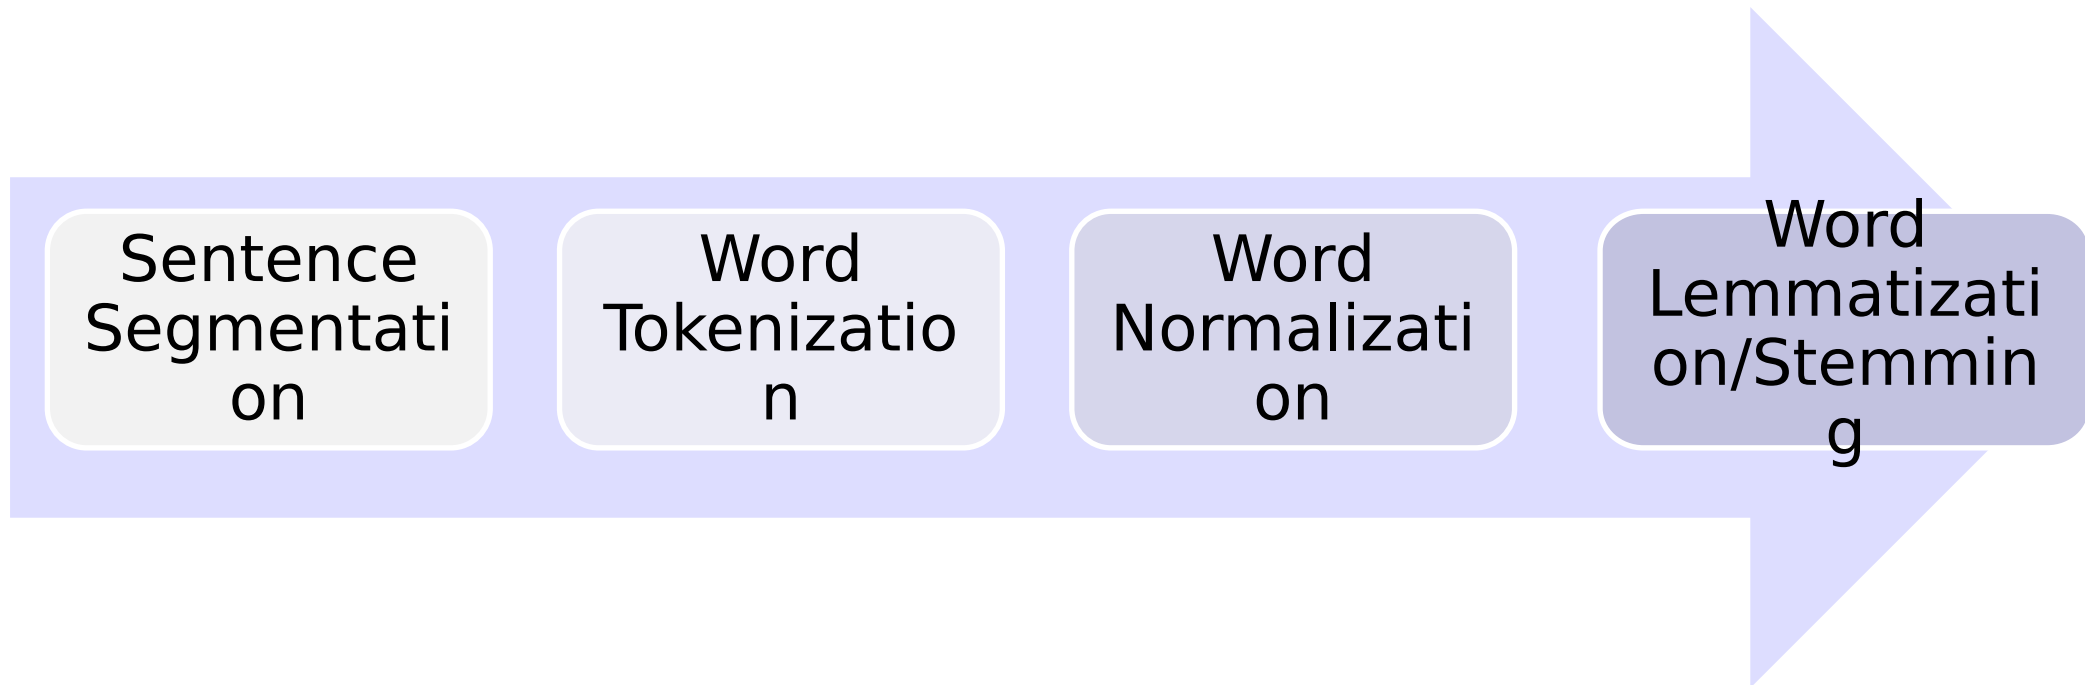 Sentence
Segmentati
on
Word
Tokenizatio
n
Word
Normalizati
on
Word
Lemmatizati
on/Stemmin
g